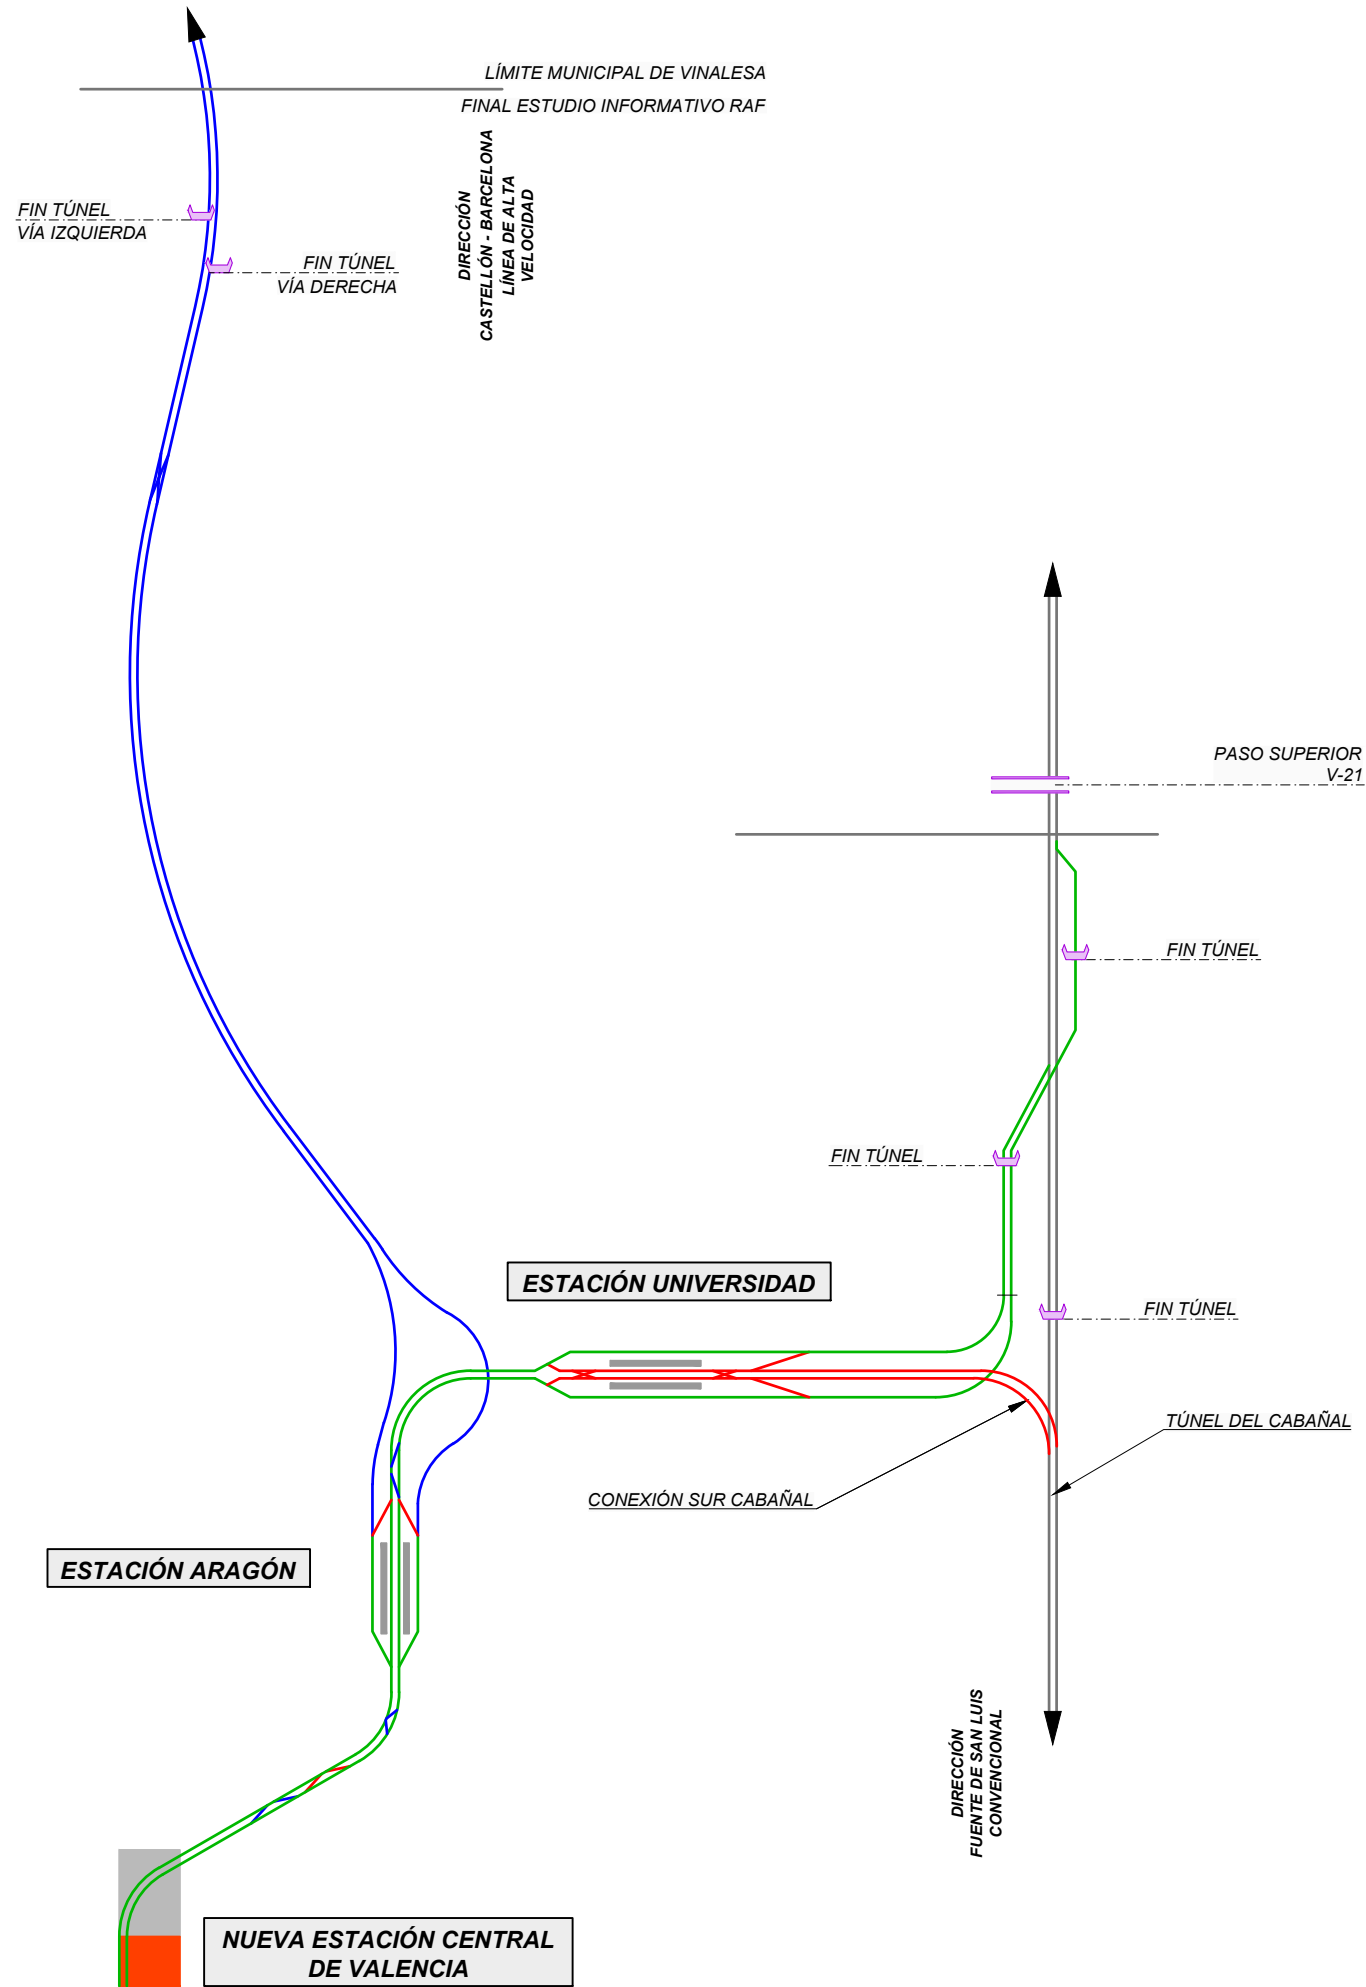 LÍMITE MUNICIPAL DE VINALESA
FINAL ESTUDIO INFORMATIVO RAF
DIRECCIÓN
CASTELLÓN - BARCELONA
LÍNEA DE ALTA
VELOCIDAD
FIN TÚNEL
VÍA IZQUIERDA
FIN TÚNEL
VÍA DERECHA
PASO SUPERIOR
V-21
FIN TÚNEL
FIN TÚNEL
ESTACIÓN UNIVERSIDAD
FIN TÚNEL
TÚNEL DEL CABAÑAL
CONEXIÓN SUR CABAÑAL
ESTACIÓN ARAGÓN
DIRECCIÓN
FUENTE DE SAN LUIS
CONVENCIONAL
NUEVA ESTACIÓN CENTRAL
DE VALENCIA